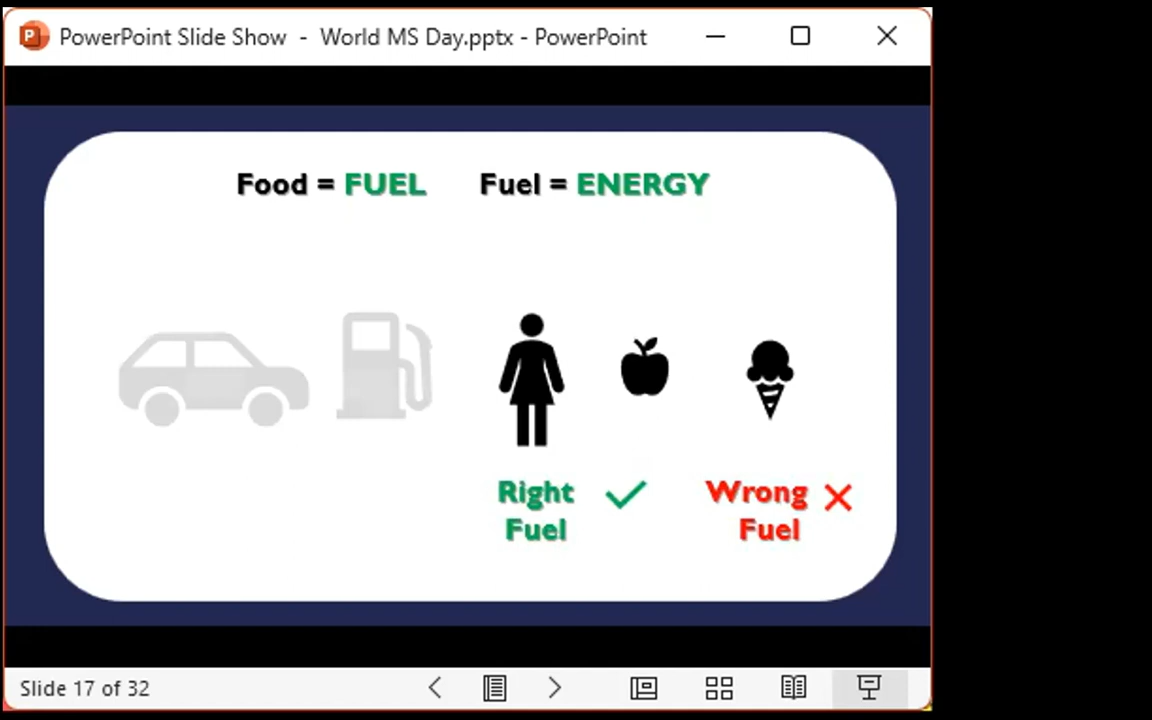 PowerPoint Slide Show - World MS Day.pptx - PowerPoint
Food = FUEL Fuel = ENERGY
Right Fuel
Wrong Fuel
Slide 17 of 32